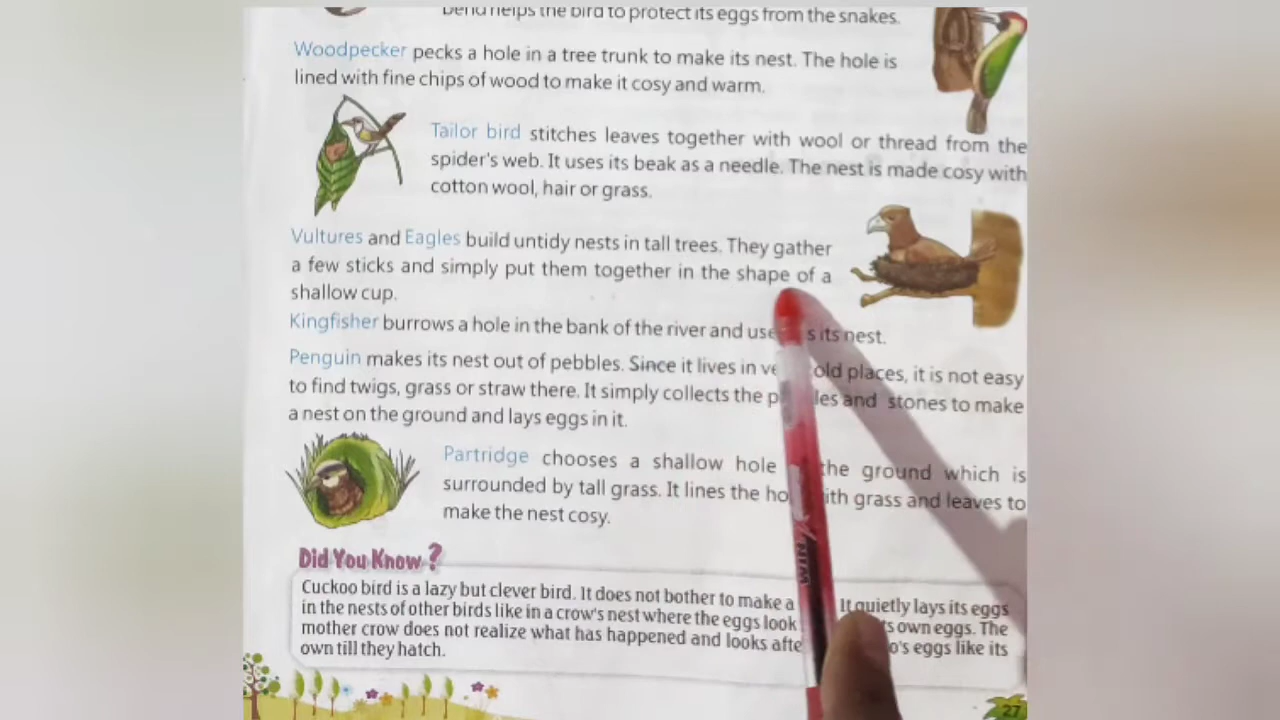 bend helps the bird to protect its eggs from the snakes.
Woodpecker pecks a hole in a tree trunk to make its nest. The hole is
lined with fine chips of wood to make it cosy and warm.
Tailor bird stitches leaves together with wool or thread from the
spider's web. It uses its beak as a needle. The nest is made cosy with
cotton wool, hair or grass.
Vultures and Eagles build untidy nests in tall trees. They gather
a few sticks and simply put them together in the shape of a
shallow cup.
Kingfisher burrows a hole in the bank of the river and its nest.
Penguin makes its nest out of pebbles. Since it lives in places, it is not easy
to find twigs, grass or straw there. It simply collects the and stones to make
a nest on the ground and lays eggs in it.
Partridge chooses a shallow hole the ground which is
surrounded by tall grass. It lines the grass and leaves to
make the nest cosy.
Did You Know?
Cuckoo bird is a lazy but clever bird. It does not bother to make a It quietly lays its eggs
in the nests of other birds like in a crow's nest where the eggs look own eggs. The
mother crow does not realize what has happened and looks eggs like its
own till they hatch.
27